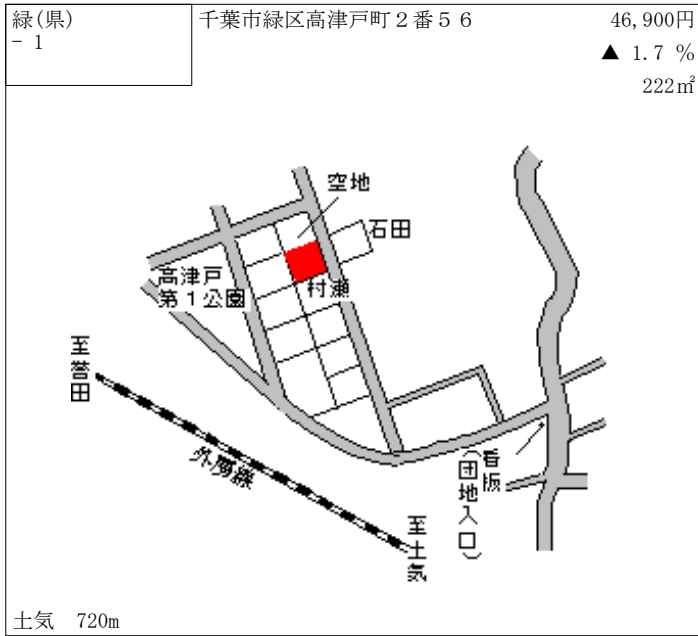 緑(県)
- 1
千葉市緑区高津戸町２番５６
46,900円
▲ 1.7 %
222㎡
空地
石田
高津戸
第１公園
村瀬
至誉田
外房線
至土気
看板
(団地入口)
土気 720m